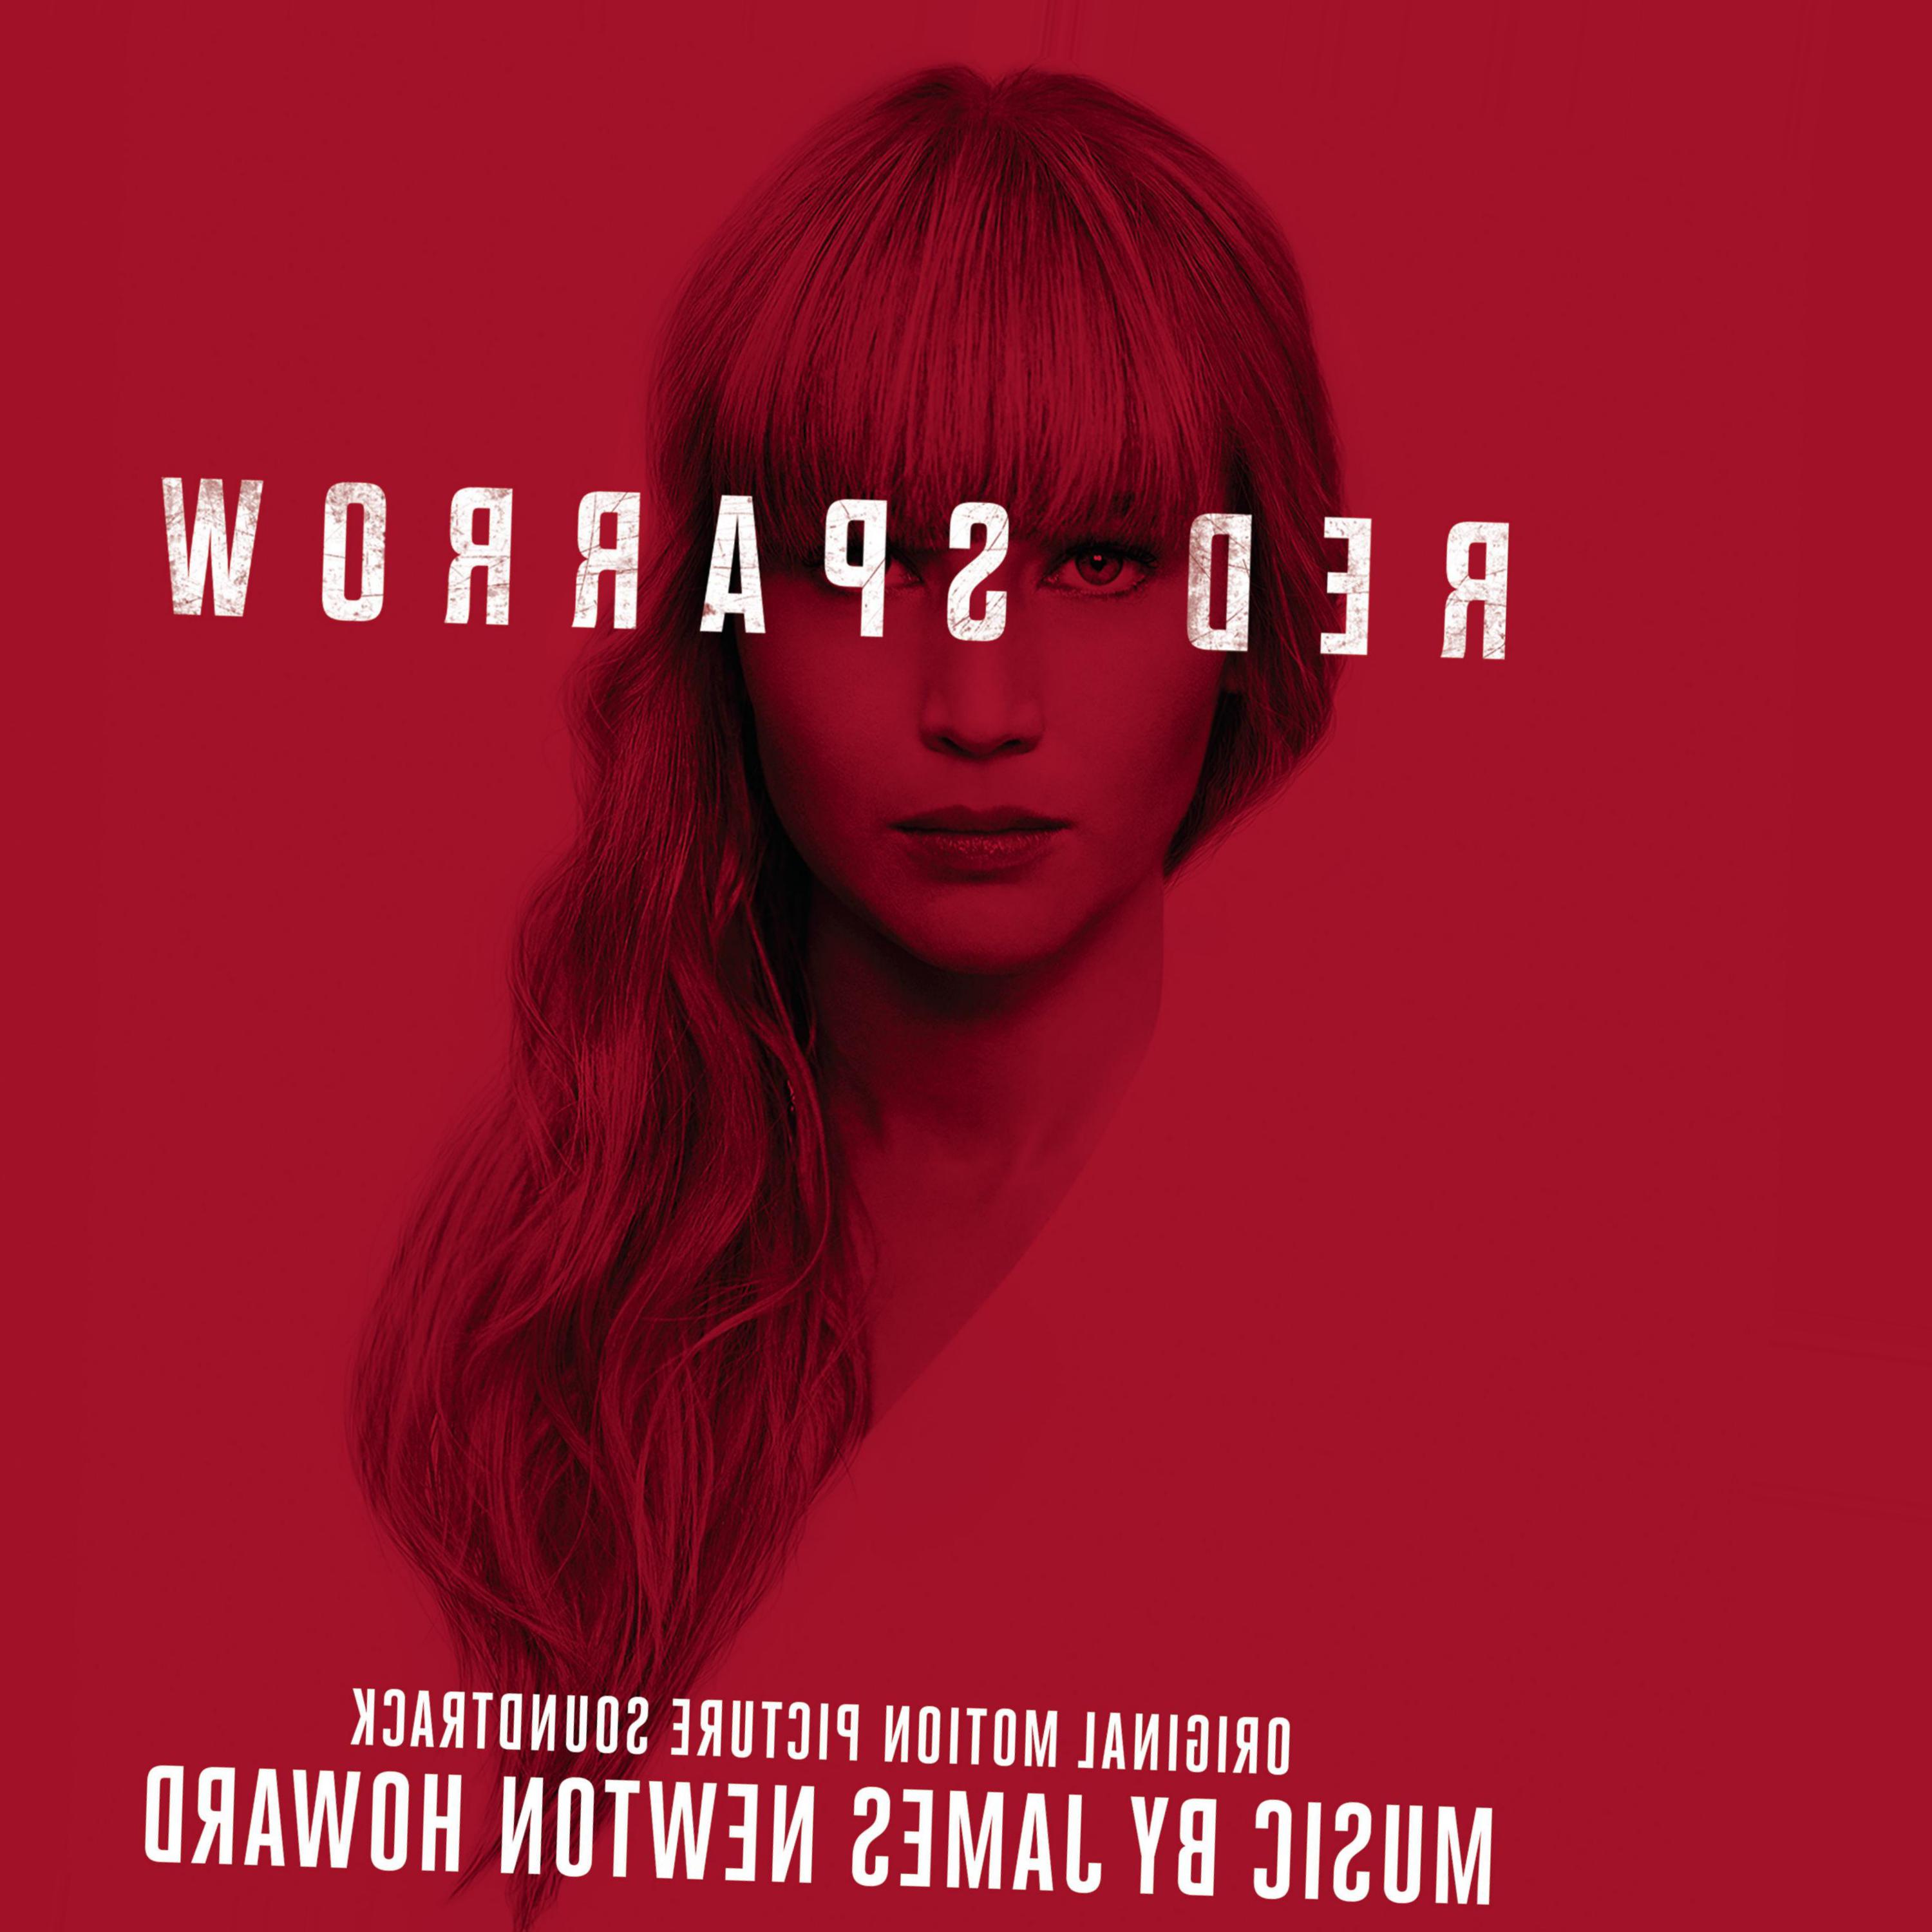 RED SPARROW
ORIGINAL MOTION PICTURE SOUNDTRACK
MUSIC BY JAMES NEWTON HOWARD